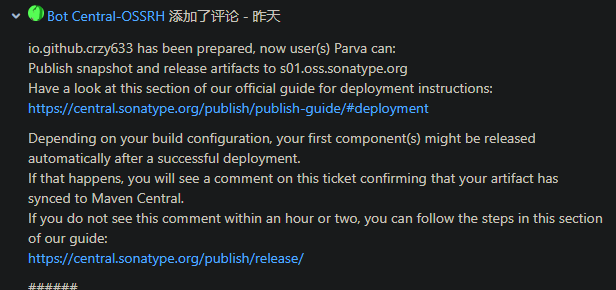 Bot Central-OSSRH 添加了评论 - 昨天
io.github.crzy633 has been prepared, now user(s) Parva can:
Publish snapshot and release artifacts to s01.oss.sonatype.org
Have a look at this section of our official guide for deployment instructions:
https://central.sonatype.org/publish/publish-guide/#deployment
Depending on your build configuration, your first component(s) might be released
automatically after a successful deployment.
If that happens, you will see a comment on this ticket confirming that your artifact has
synced to Maven Central.
If you do not see this comment within an hour or two, you can follow the steps in this section
of our guide:
https://central.sonatype.org/publish/release/
######